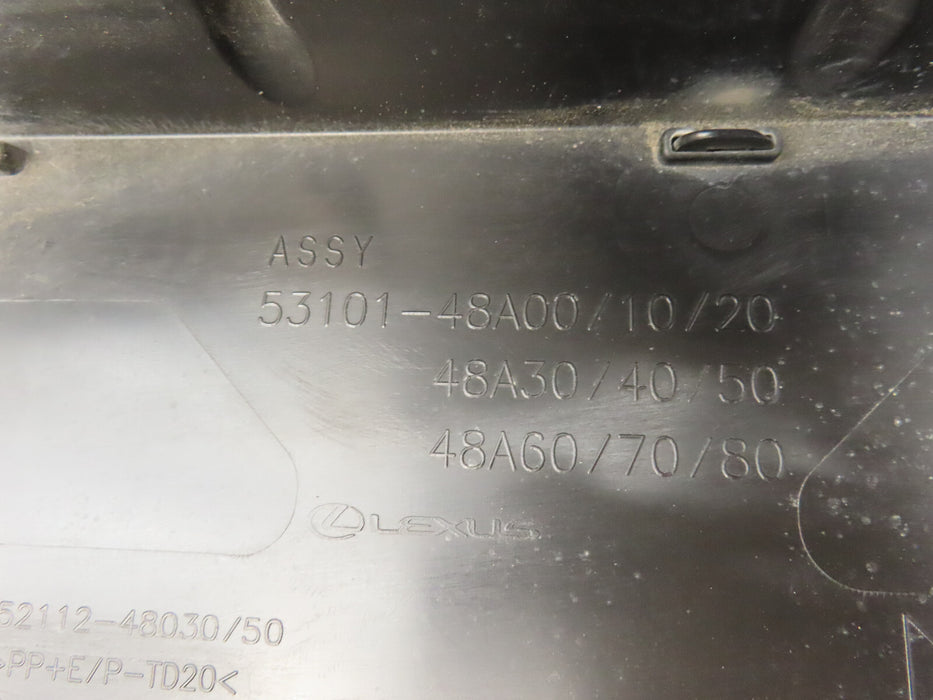 ASSY
53101-48A00/10/20
48A30/40/50
48A60/70/80
LEXUS
52112-48030/50
>PP+E/P-TD20<